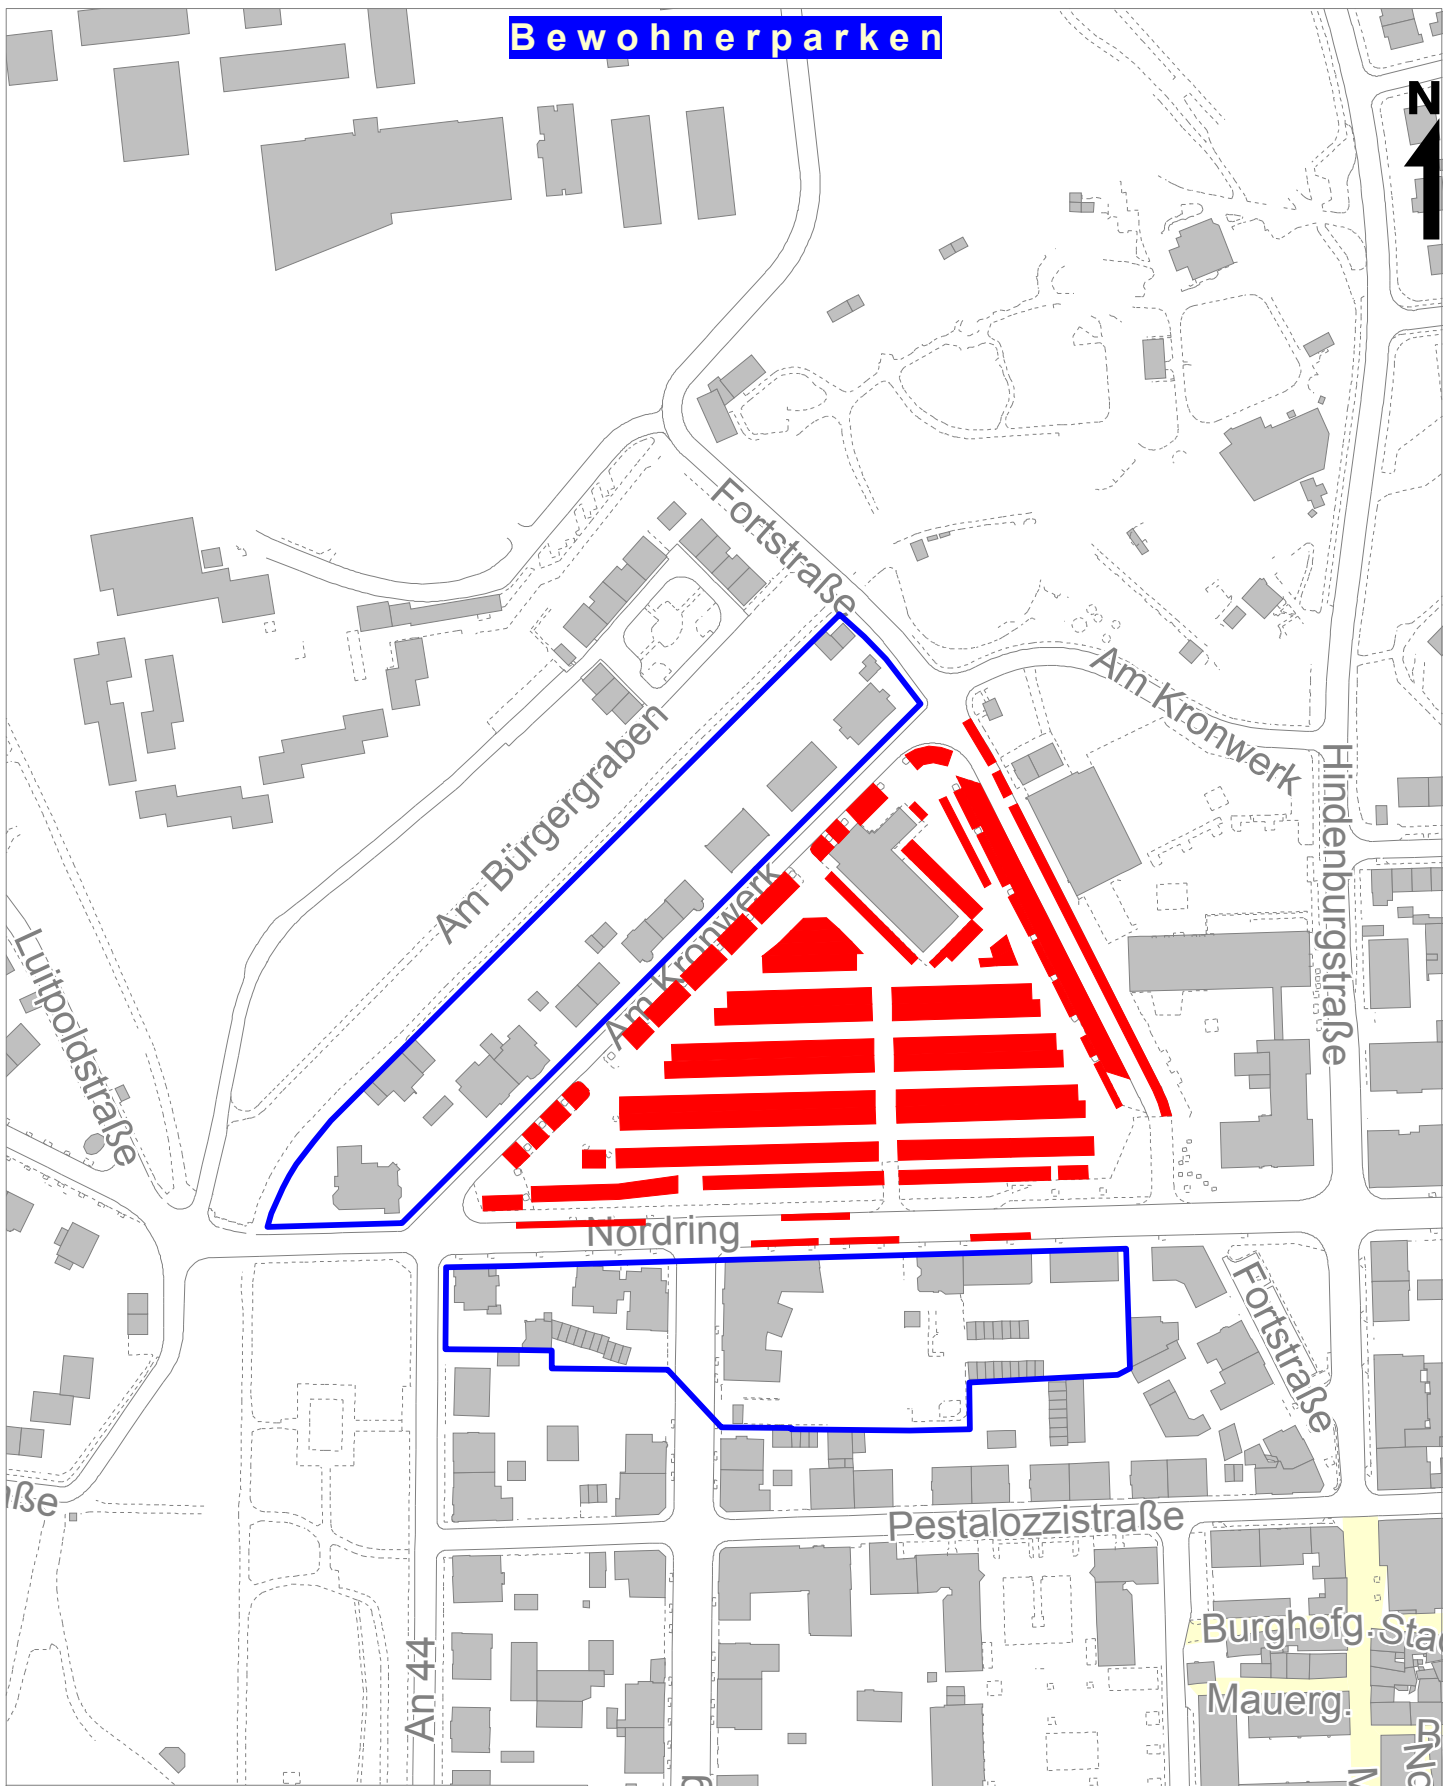 Bewohnerparken
N
Fortstraße
Am Kronwerk
Hindenburgstraße
Am Bürgergraben
Am Kronwerk
Luitpoldstraße
Nordring
Fortstraße
Pestalozzistraße
Burghofg.
Mauerg.
An 44